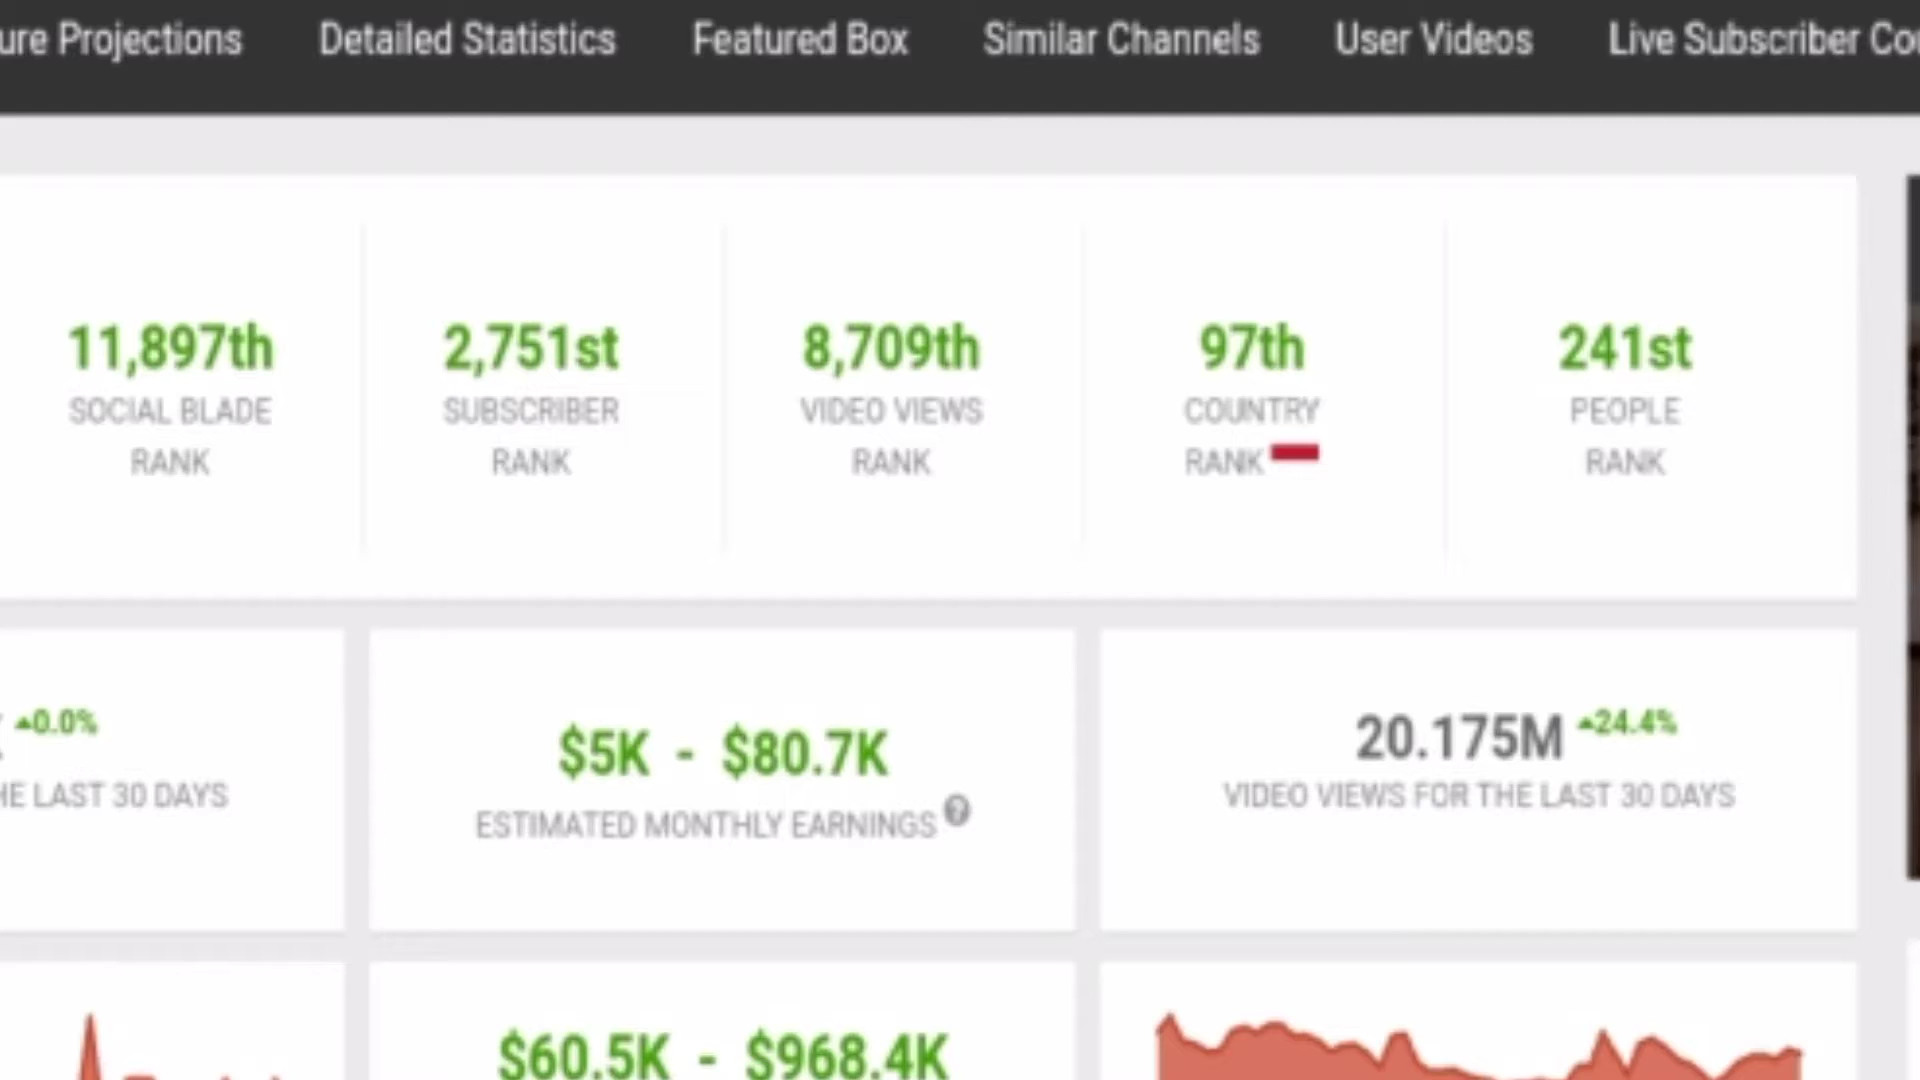 Projections Detailed Statistics Featured Box Similar Channels User Videos Live Subscriber
11,897th 2,751st 8,709th 97th 241st
SOCIAL BLADE SUBSCRIBER VIDEO VIEWS COUNTRY PEOPLE
RANK RANK RANK RANK RANK
▲0.0% $5K - $80.7K 20.175M ▲24.4%
LAST 30 DAYS ESTIMATED MONTHLY EARNINGS ? VIDEO VIEWS FOR THE LAST 30 DAYS
$60.5K - $968.4K